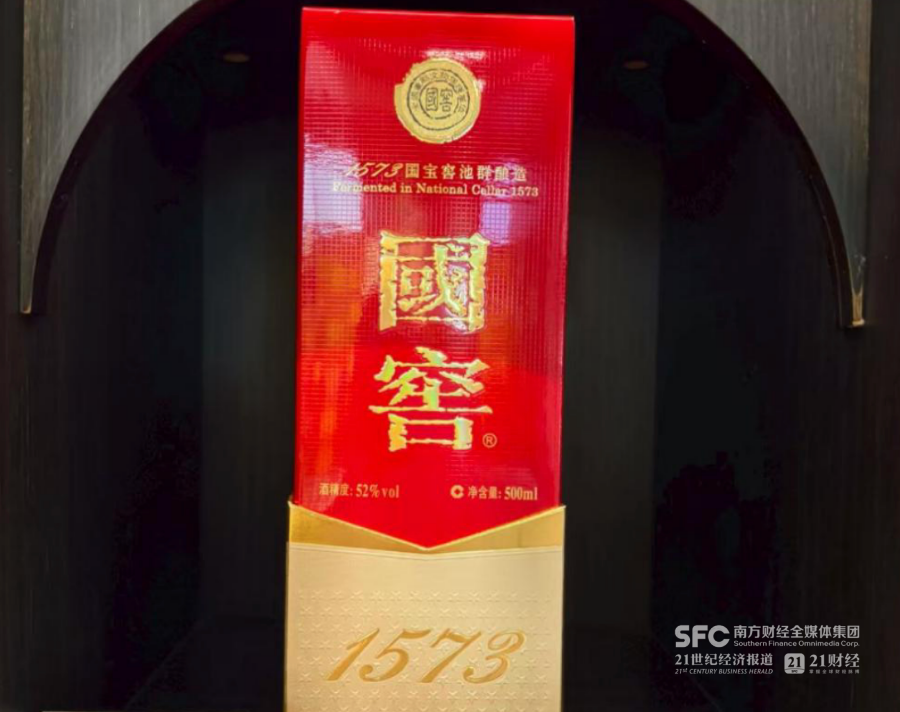 國窖
1573国宝窖池群酿造
Fermented in National Cellar 1573
國
窖
®
酒精度: 52%vol
净含量: 500ml
1573
SFC 南方财经全媒体集团
Southern Finance Omnimedia Corp.
21世纪经济报道
21 21财经
21st CENTURY BUSINESS HERALD